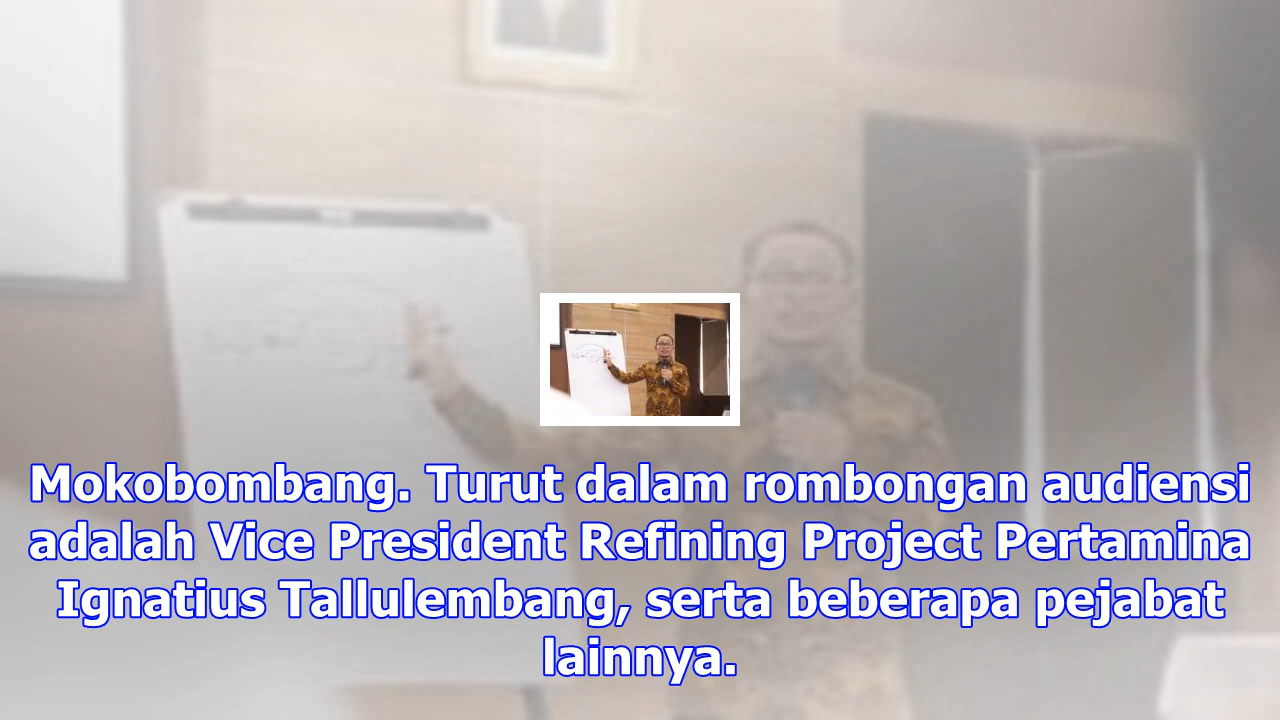 Mokobombang. Turut dalam rombongan audiensi
adalah Vice President Refining Project Pertamina
Ignatius Tallulembang, serta beberapa pejabat
lainnya.